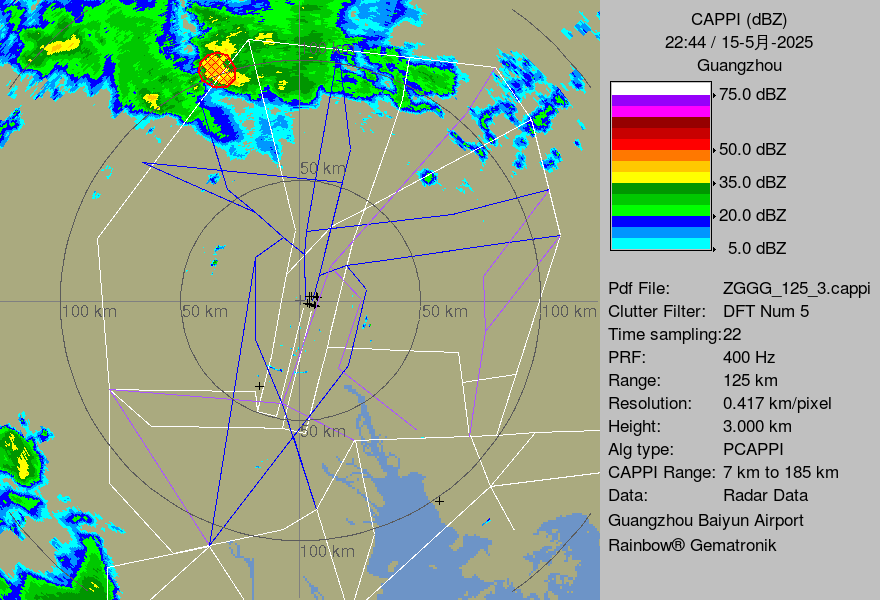 CAPPI (dBZ)
22:44 / 15-5月-2025
Guangzhou
75.0 dBZ
50.0 dBZ
35.0 dBZ
20.0 dBZ
5.0 dBZ
50 km
100 km
50 km
50 km
100 km
50 km
100 km
Pdf File: ZGGG_125_3.cappi
Clutter Filter: DFT Num 5
Time sampling:22
PRF: 400 Hz
Range: 125 km
Resolution: 0.417 km/pixel
Height: 3.000 km
Alg type: PCAPPI
CAPPI Range: 7 km to 185 km
Data: Radar Data
Guangzhou Baiyun Airport
Rainbow® Gematronik